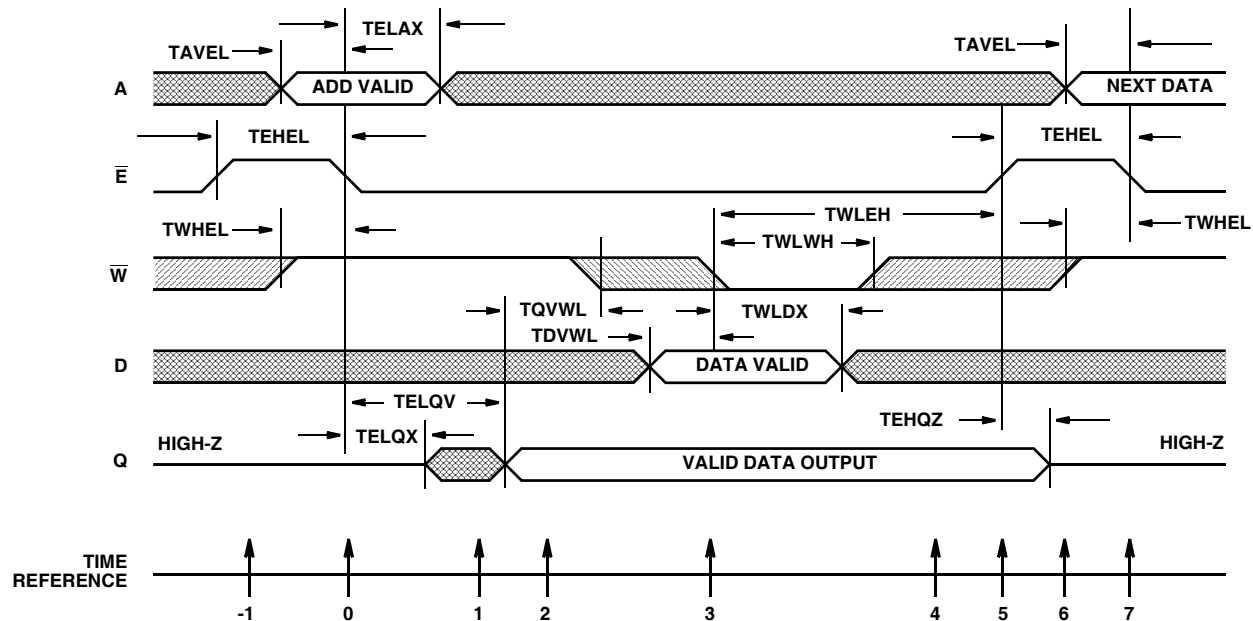 TELAX
TAVEL
TAVEL
A
ADD VALID
NEXT DATA
TEHEL
TEHEL
E
TWLEH
TWHEL
TWHEL
TWLWH
W
TQVWL
TWLDX
TDVWL
D
DATA VALID
TELQV
TEHQZ
TELQX
HIGH-Z
HIGH-Z
Q
VALID DATA OUTPUT
TIME
REFERENCE
-1 0 1 2 3 4 5 6 7